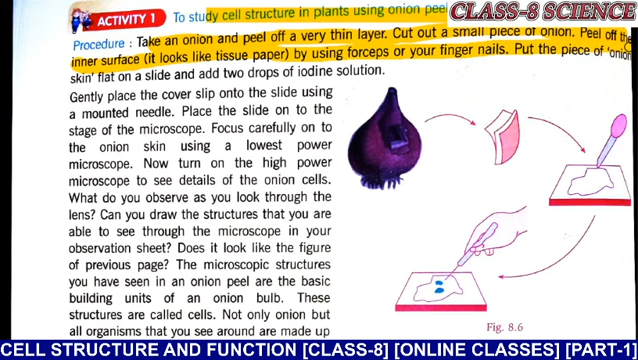 ACTIVITY 1 To study cell structure in plants using onion peel
CLASS-8 SCIENCE
Procedure : Take an onion and peel off a very thin layer. Cut out a small piece of onion. Peel off the
inner surface (it looks like tissue paper) by using forceps or your finger nails. Put the piece of 'onion
skin' flat on a slide and add two drops of iodine solution.
Gently place the cover slip onto the slide using
a mounted needle. Place the slide on to the
stage of the microscope. Focus carefully on to
the onion skin using a lowest power
microscope. Now turn on the high power
microscope to see details of the onion cells.
What do you observe as you look through the
lens? Can you draw the structures that you are
able to see through the microscope in your
observation sheet? Does it look like the figure
of previous page? The microscopic structures
you have seen in an onion peel are the basic
building units of an onion bulb. These
structures are called cells. Not only onion but
all organisms that you see around are made up
Fig. 8.6
CELL STRUCTURE AND FUNCTION [CLASS-8] [ONLINE CLASSES] [PART-1]